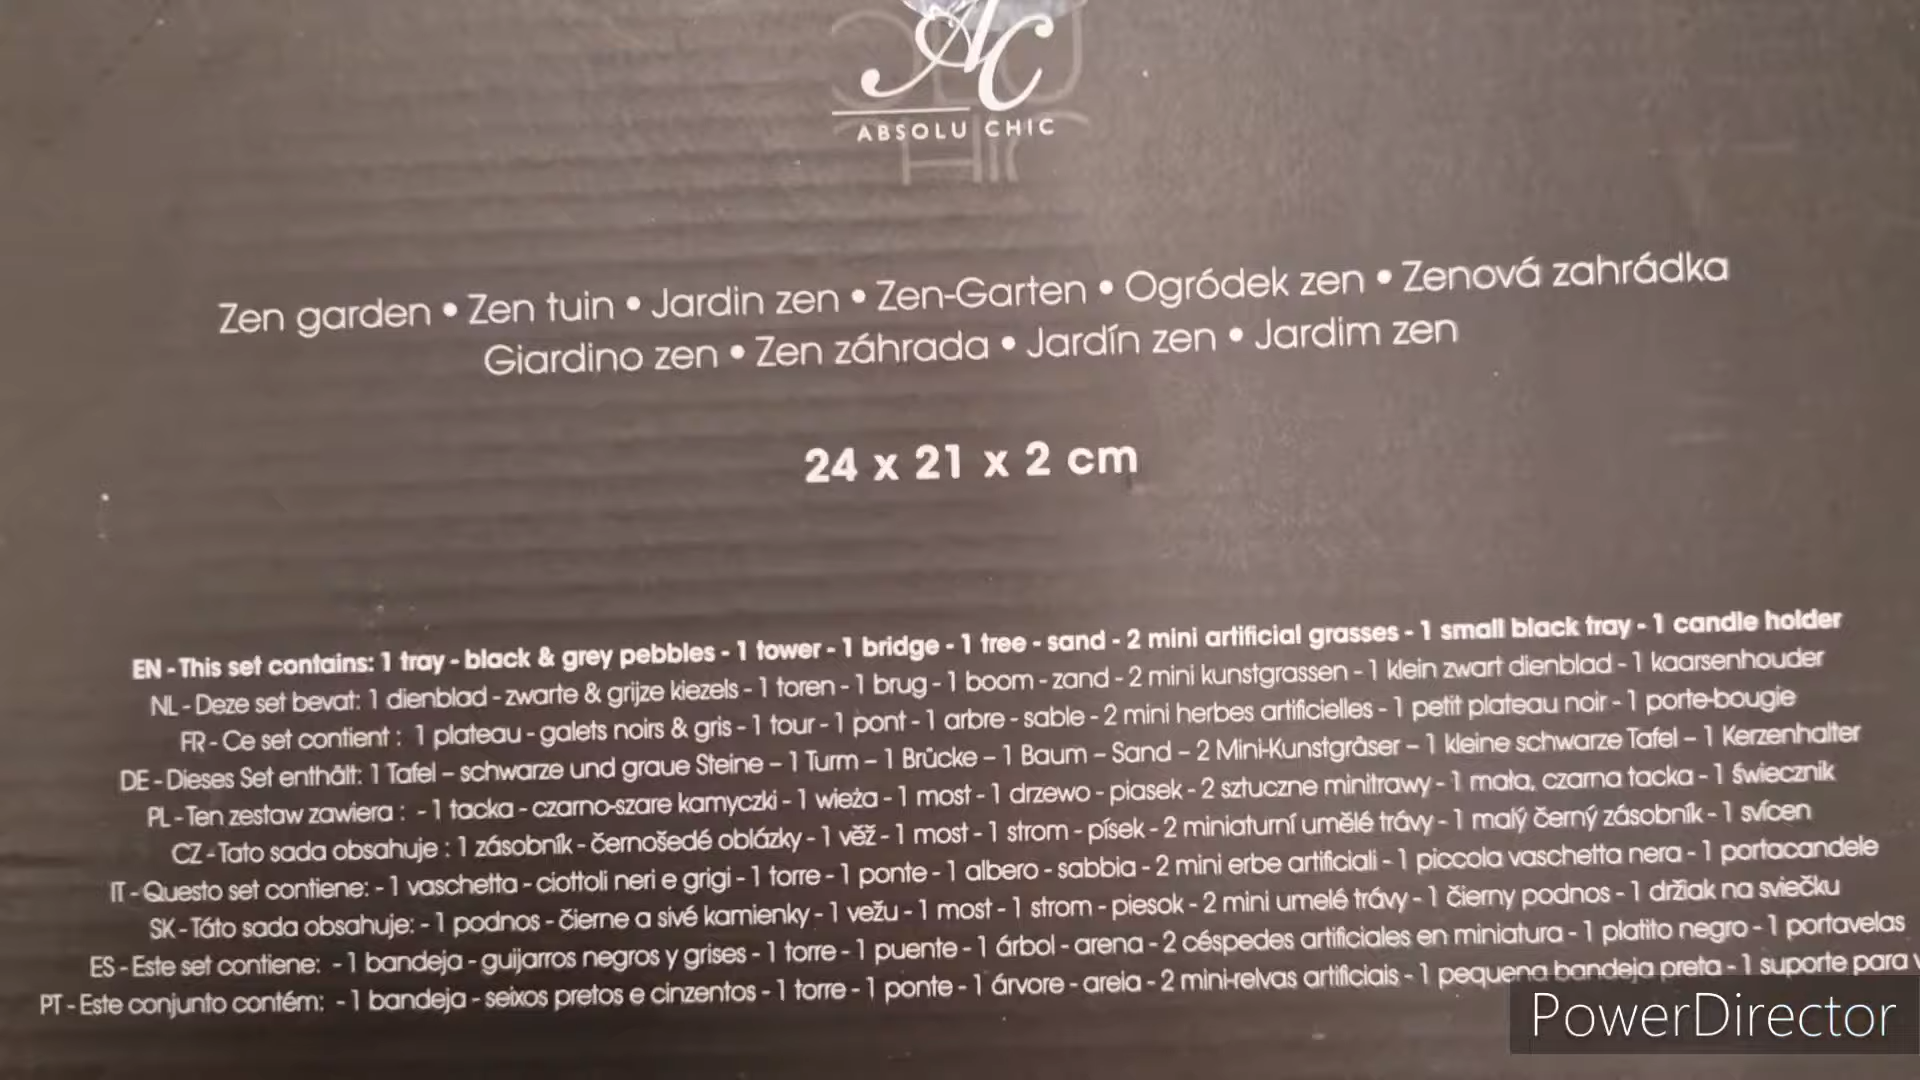 AC
ABSOLU CHIC
Zen garden • Zen tuin • Jardin zen • Zen-Garten • Ogródek zen • Zenová zahrádka
Giardino zen • Zen záhrada • Jardín zen • Jardim zen
24 x 21 x 2 cm
EN - This set contains: 1 tray - black & grey pebbles - 1 tower - 1 bridge - 1 tree - sand - 2 mini artificial grasses - 1 small black tray - 1 candle holder
NL - Deze set bevat: 1 dienblad - zwarte & grijze kiezels - 1 toren - 1 brug - 1 boom - zand - 2 mini kunstgrassen - 1 klein zwart dienblad - 1 kaarsenhouder
FR - Ce set contient : 1 plateau - galets noirs & gris - 1 tour - 1 pont - 1 arbre - sable - 2 mini herbes artificielles - 1 petit plateau noir - 1 porte-bougie
DE - Dieses Set enthält: 1 Tafel – schwarze und graue Steine – 1 Turm – 1 Brücke – 1 Baum – Sand – 2 Mini-Kunstgräser – 1 kleine schwarze Tafel – 1 Kerzenhalter
PL - Ten zestaw zawiera : - 1 tacka - czarno-szare kamyczki - 1 wieża - 1 most - 1 drzewo - piasek - 2 sztuczne minitrawy - 1 mała, czarna tacka - 1 świecznik
CZ - Tato sada obsahuje : 1 zásobník - černošedé oblázky - 1 věž - 1 most - 1 strom - písek - 2 miniaturní umělé trávy - 1 malý černý zásobník - 1 svícen
IT - Questo set contiene: - 1 vaschetta - ciottoli neri e grigi - 1 torre - 1 ponte - 1 albero - sabbia - 2 mini erbe artificiali - 1 piccola vaschetta nera - 1 portacandele
SK - Táto sada obsahuje: - 1 podnos - čierne a sivé kamienky - 1 vežu - 1 most - 1 strom - piesok - 2 mini umelé trávy - 1 čierny podnos - 1 držiak na sviečku
ES - Este set contiene: - 1 bandeja - guijarros negros y grises - 1 torre - 1 puente - 1 árbol - arena - 2 céspedes artificiales en miniatura - 1 platito negro - 1 portavelas
PT - Este conjunto contém: - 1 bandeja - seixos pretos e cinzentos - 1 torre - 1 ponte - 1 árvore - areia - 2 mini-relvas artificiais - 1 pequena bandeja preta - 1 suporte para
PowerDirector